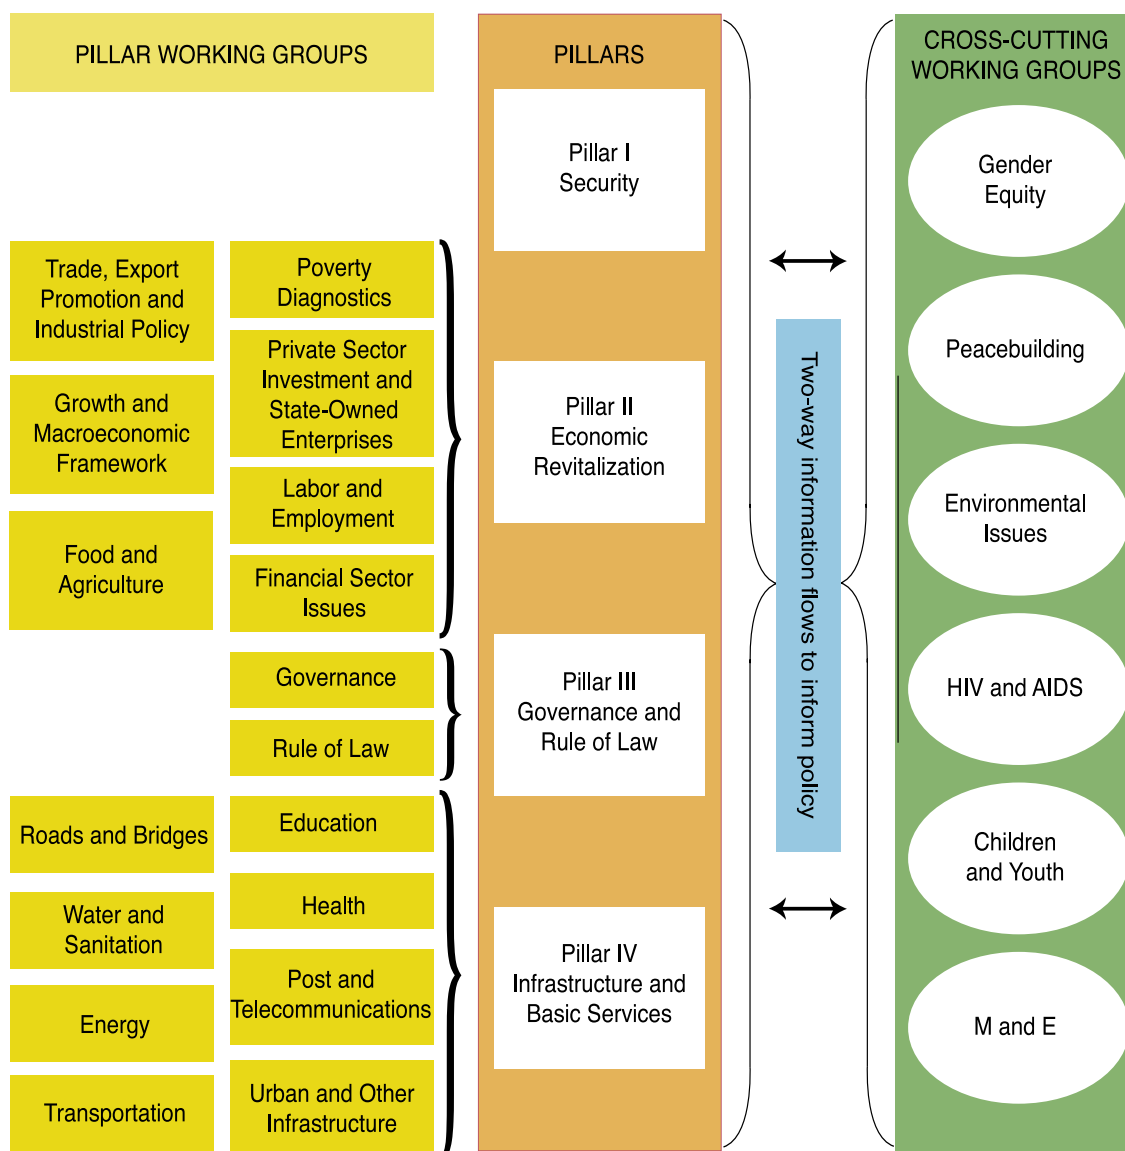 PILLAR WORKING GROUPS
Trade, Export
Promotion and
Industrial Policy
Growth and
Macroeconomic
Framework
Food and
Agriculture
Poverty
Diagnostics
Private Sector
Investment and
State-Owned
Enterprises
Labor and
Employment
Financial Sector
Issues
Governance
Rule of Law
Roads and Bridges
Water and
Sanitation
Energy
Transportation
Education
Health
Post and
Telecommunications
Urban and Other
Infrastructure
PILLARS
Pillar I
Security
Pillar II
Economic
Revitalization
Pillar III
Governance and
Rule of Law
Pillar IV
Infrastructure and
Basic Services
Two-way information flows to inform policy
CROSS-CUTTING
WORKING GROUPS
Gender
Equity
Peacebuilding
Environmental
Issues
HIV and AIDS
Children
and Youth
M and E